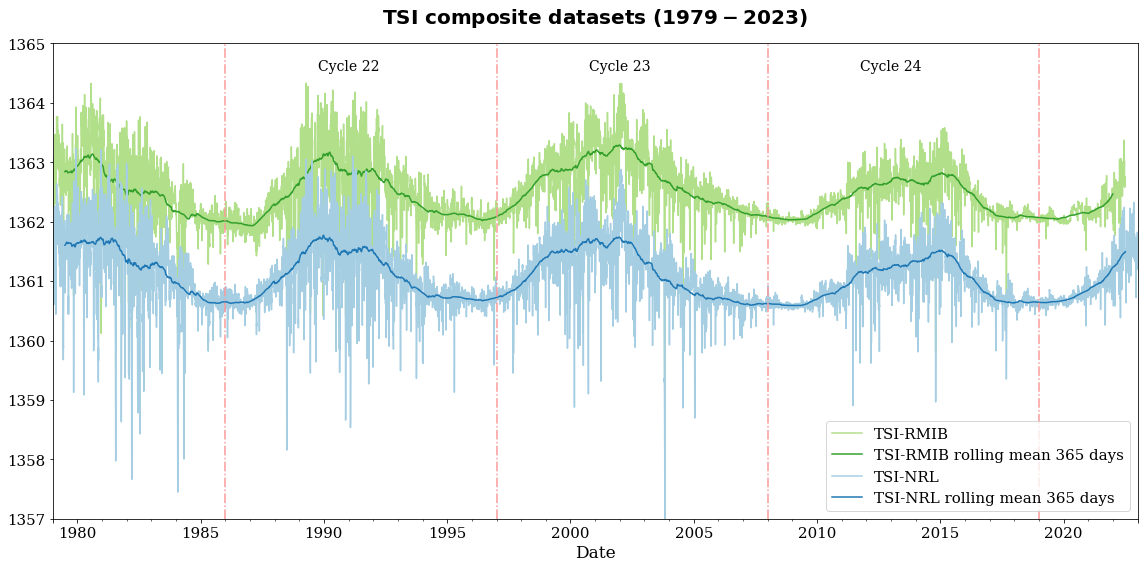 TSI composite datasets (1979 − 2023)
1365
1364
1363
1362
1361
1360
1359
1358
1357
Cycle 22
Cycle 23
Cycle 24
TSI-RMIB
TSI-RMIB rolling mean 365 days
TSI-NRL
TSI-NRL rolling mean 365 days
1980 1985 1990 1995 2000 2005 2010 2015 2020
Date